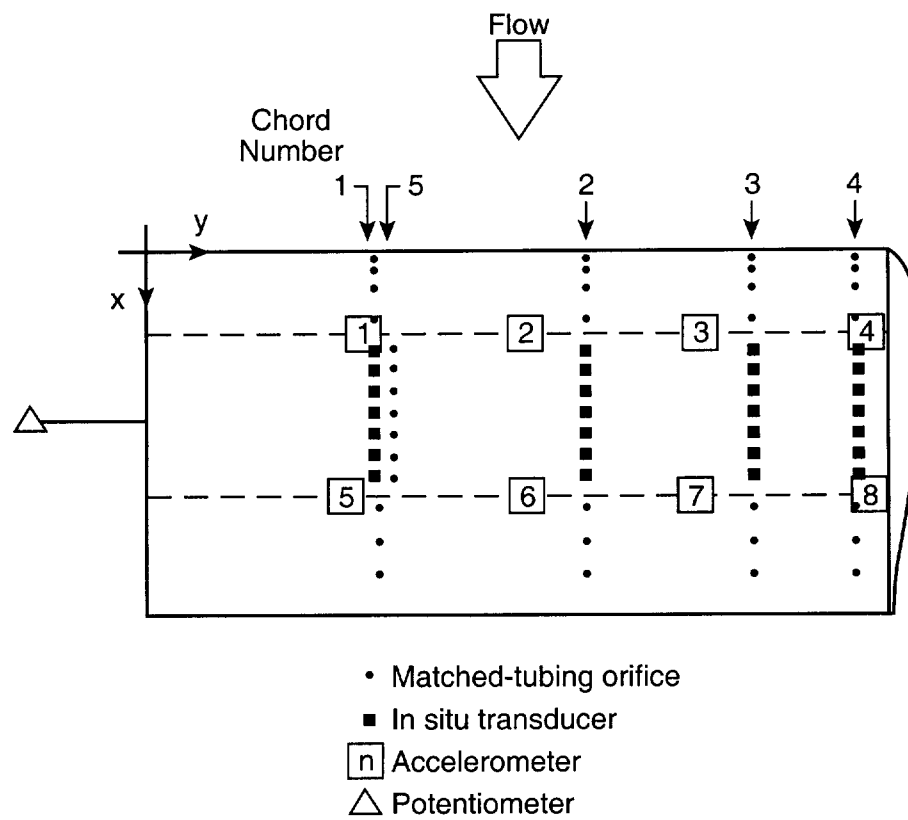 Flow
Chord
Number
1 5 2 3 4
y
x
1 2 3 4
5 6 7 8
Matched-tubing orifice
In situ transducer
n Accelerometer
Potentiometer